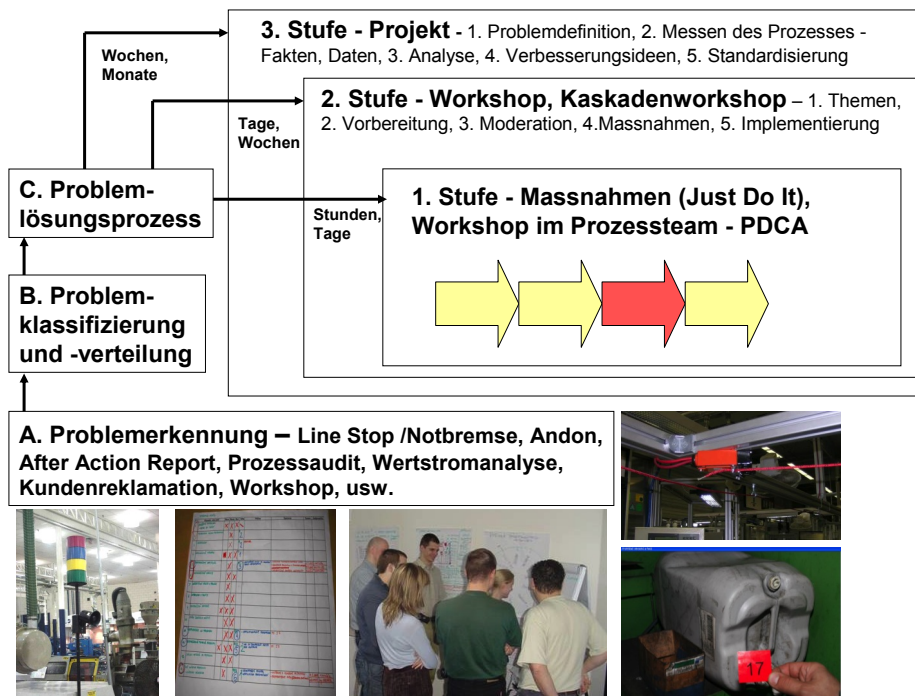 3. Stufe - Projekt - 1. Problemdefinition, 2. Messen des Prozesses -
Fakten, Daten, 3. Analyse, 4. Verbesserungsideen, 5. Standardisierung
Wochen,
Monate
2. Stufe - Workshop, Kaskadenworkshop – 1. Themen,
2. Vorbereitung, 3. Moderation, 4.Massnahmen, 5. Implementierung
Tage,
Wochen
C. Problem-
lösungsprozess
1. Stufe - Massnahmen (Just Do It),
Workshop im Prozessteam - PDCA
Stunden,
Tage
B. Problem-
klassifizierung
und -verteilung
A. Problemerkennung – Line Stop /Notbremse, Andon,
After Action Report, Prozessaudit, Wertstromanalyse,
Kundenreklamation, Workshop, usw.
17